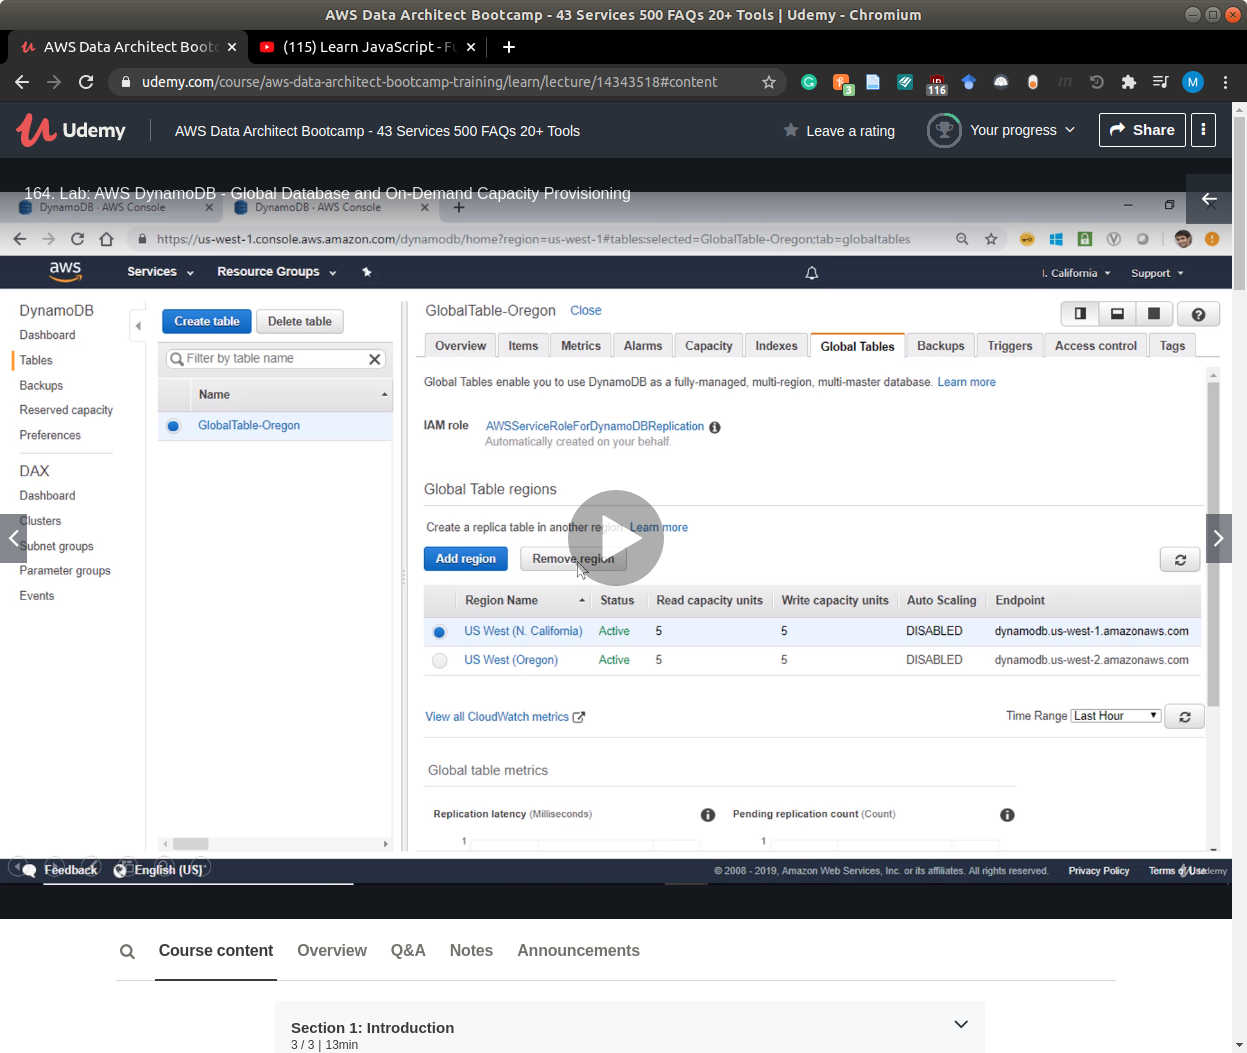 AWS Data Architect Bootcamp - 43 Services 500 FAQs 20+ Tools | Udemy - Chromium
AWS Data Architect Bootc
(115) Learn JavaScript - Fu
udemy.com/course/aws-data-architect-bootcamp-training/learn/lecture/14343518#content
3
116
M
Udemy
AWS Data Architect Bootcamp - 43 Services 500 FAQs 20+ Tools
Leave a rating
Your progress
Share
164. Lab: AWS DynamoDB - Global Database and On-Demand Capacity Provisioning
DynamoDB · AWS Console
DynamoDB · AWS Console
https://us-west-1.console.aws.amazon.com/dynamodb/home?region=us-west-1#tables:selected=GlobalTable-Oregon;tab=globaltables
aws
Services
Resource Groups
I. California
Support
DynamoDB
Dashboard
Tables
Backups
Reserved capacity
Preferences
DAX
Dashboard
Clusters
Subnet groups
Parameter groups
Events
Create table
Delete table
Filter by table name
Name
GlobalTable-Oregon
GlobalTable-Oregon Close
Overview Items Metrics Alarms Capacity Indexes Global Tables Backups Triggers Access control Tags
Global Tables enable you to use DynamoDB as a fully-managed, multi-region, multi-master database. Learn more
IAM role AWSServiceRoleForDynamoDBReplication
Automatically created on your behalf.
Global Table regions
Create a replica table in another region. Learn more
Add region
Remove region
Region Name Status Read capacity units Write capacity units Auto Scaling Endpoint
US West (N. California) Active 5 5 DISABLED dynamodb.us-west-1.amazonaws.com
US West (Oregon) Active 5 5 DISABLED dynamodb.us-west-2.amazonaws.com
View all CloudWatch metrics
Time Range Last Hour
Global table metrics
Replication latency (Milliseconds)
Pending replication count (Count)
1
1
Feedback
English (US)
© 2008 - 2019, Amazon Web Services, Inc. or its affiliates. All rights reserved.
Privacy Policy
Terms of Use
Udemy
Course content
Overview
Q&A
Notes
Announcements
Section 1: Introduction
3 / 3 | 13min